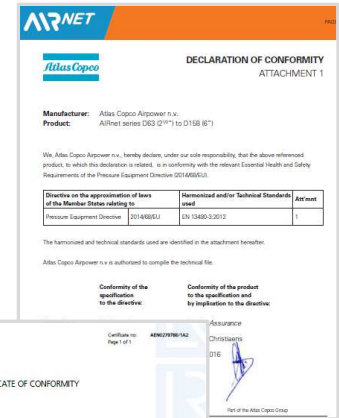 AIRNET
PAG
Atlas Copco
DECLARATION OF CONFORMITY
ATTACHMENT 1
Manufacturer: Atlas Copco Airpower n.v.
Product: AIRnet series D63 (2½") to D168 (6")
We, Atlas Copco Airpower n.v., hereby declare, under our sole responsibility, that the above referenced
product, to which this declaration is related, is in conformity with the relevant Essential Health and Safety
Requirements of the Pressure Equipment Directive (2014/68/EU).
Directive on the approximation of laws of the Member States relating to
Harmonized and/or Technical Standards used
Att'mnt
Pressure Equipment Directive 2014/68/EU EN 13480-3:2012 1
The harmonized and technical standards used are identified in the attachment hereafter.
Atlas Copco Airpower n.v is authorized to compile the technical file.
Conformity of the
specification
to the directive:
Conformity of the product
to the specification and
by implication to the directive:
Assurance
Christiaens
016
Part of the Atlas Copco Group
Certificate no:
Page 1 of 1
CATE OF CONFORMITY